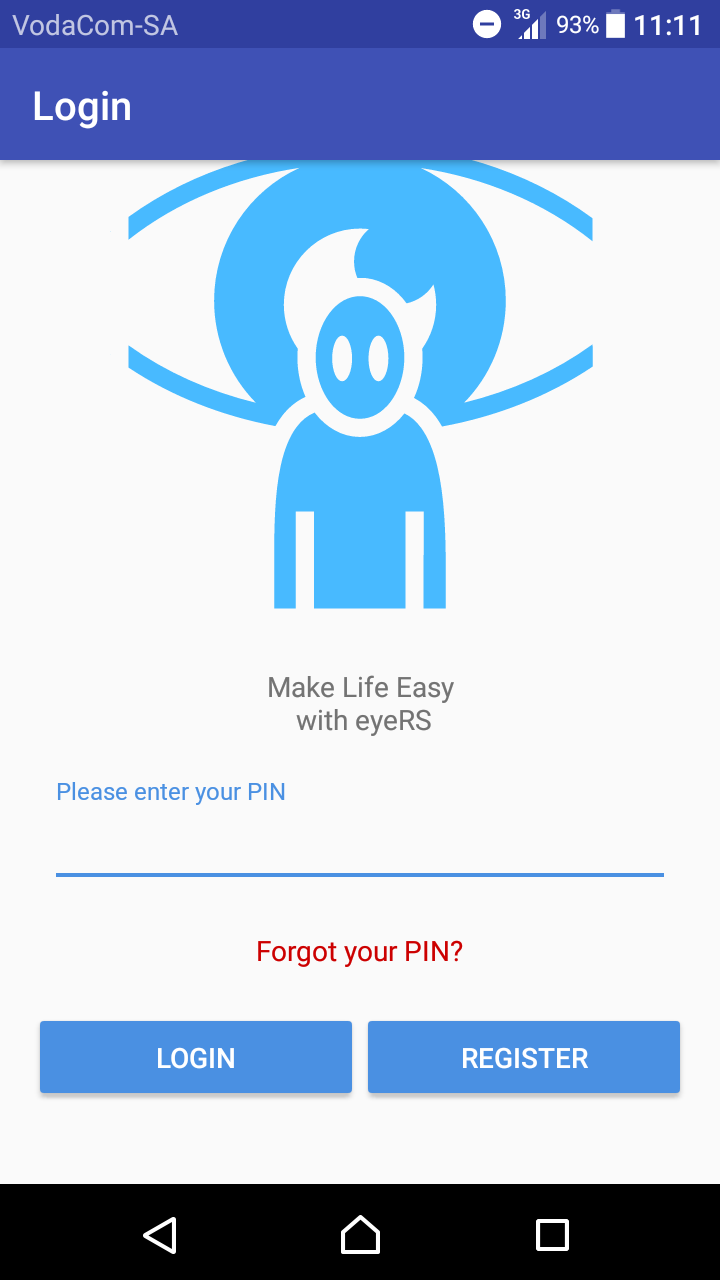 VodaCom-SA 3G 93% 11:11
Login
Make Life Easy
with eyeRS
Please enter your PIN
Forgot your PIN?
LOGIN REGISTER